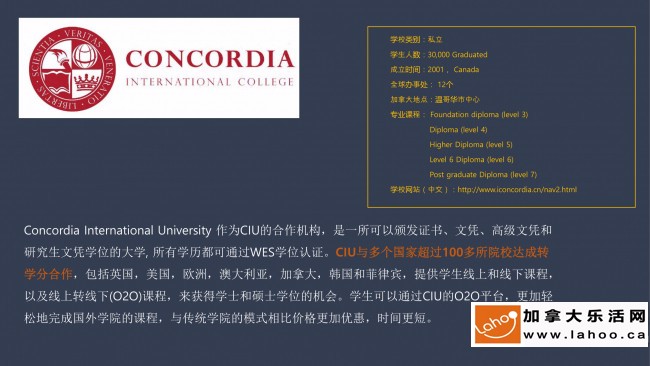 SCIENTIA VERITAS VENERATIO LIBERTAS
CONCORDIA
INTERNATIONAL COLLEGE
学校类别：私立
学生人数：30,000 Graduated
成立时间：2001 ，Canada
全球办事处： 12个
加拿大地点：温哥华市中心
专业课程： Foundation diploma (level 3)
Diploma (level 4)
Higher Diploma (level 5)
Level 6 Diploma (level 6)
Post graduate Diploma (level 7)
学校网站（中文）：http://www.iconcordia.cn/nav2.html
Concordia International University 作为CIU的合作机构，是一所可以颁发证书、文凭、高级文凭和
研究生文凭学位的大学, 所有学历都可通过WES学位认证。CIU与多个国家超过100多所院校达成转
学分合作，包括英国，美国，欧洲，澳大利亚，加拿大，韩国和菲律宾，提供学生线上和线下课程，
以及线上转线下(O2O)课程，来获得学士和硕士学位的机会。学生可以通过CIU的O2O平台，更加轻
松地完成国外学院的课程，与传统学院的模式相比价格更加优惠，时间更短。
Lahoo
加拿大乐活网
www.lahoo.ca